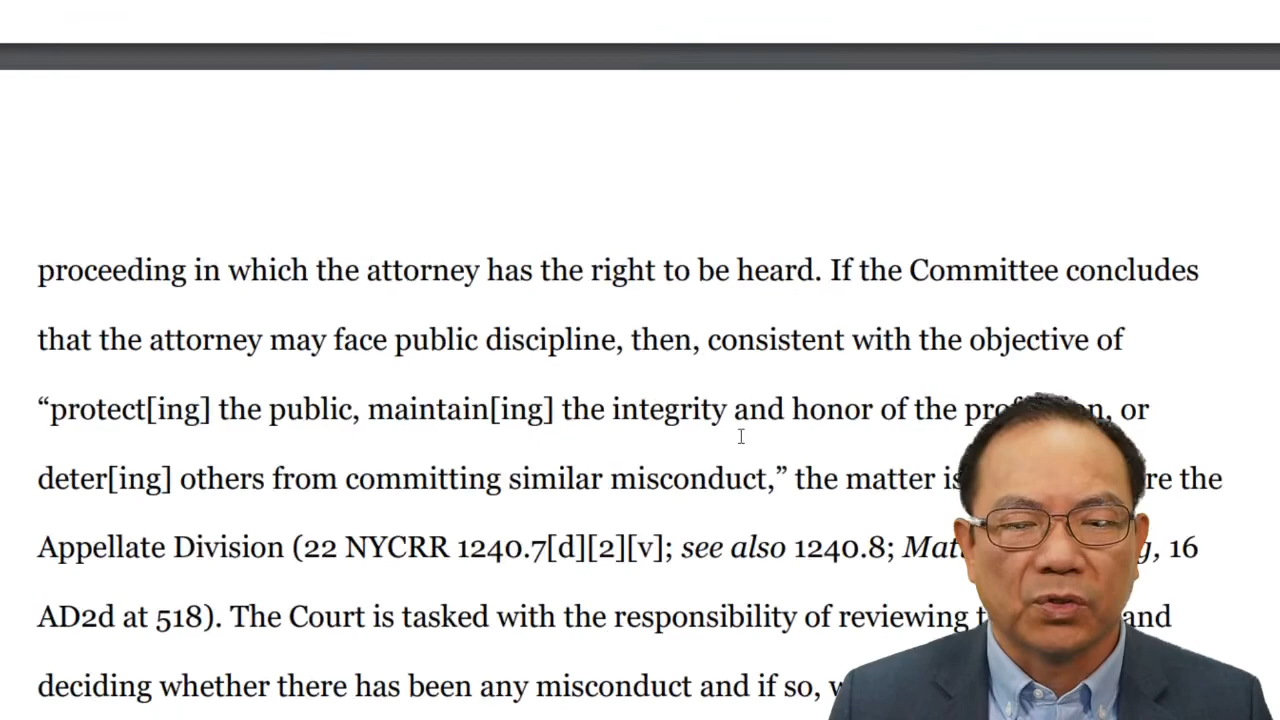 proceeding in which the attorney has the right to be heard. If the Committee concludes
that the attorney may face public discipline, then, consistent with the objective of
“protect[ing] the public, maintain[ing] the integrity and honor of the or
deter[ing] others from committing similar misconduct,” the matter the
Appellate Division (22 NYCRR 1240.7[d][2][v]; see also 1240.8; 16
AD2d at 518). The Court is tasked with the responsibility of reviewing and
deciding whether there has been any misconduct and if so,